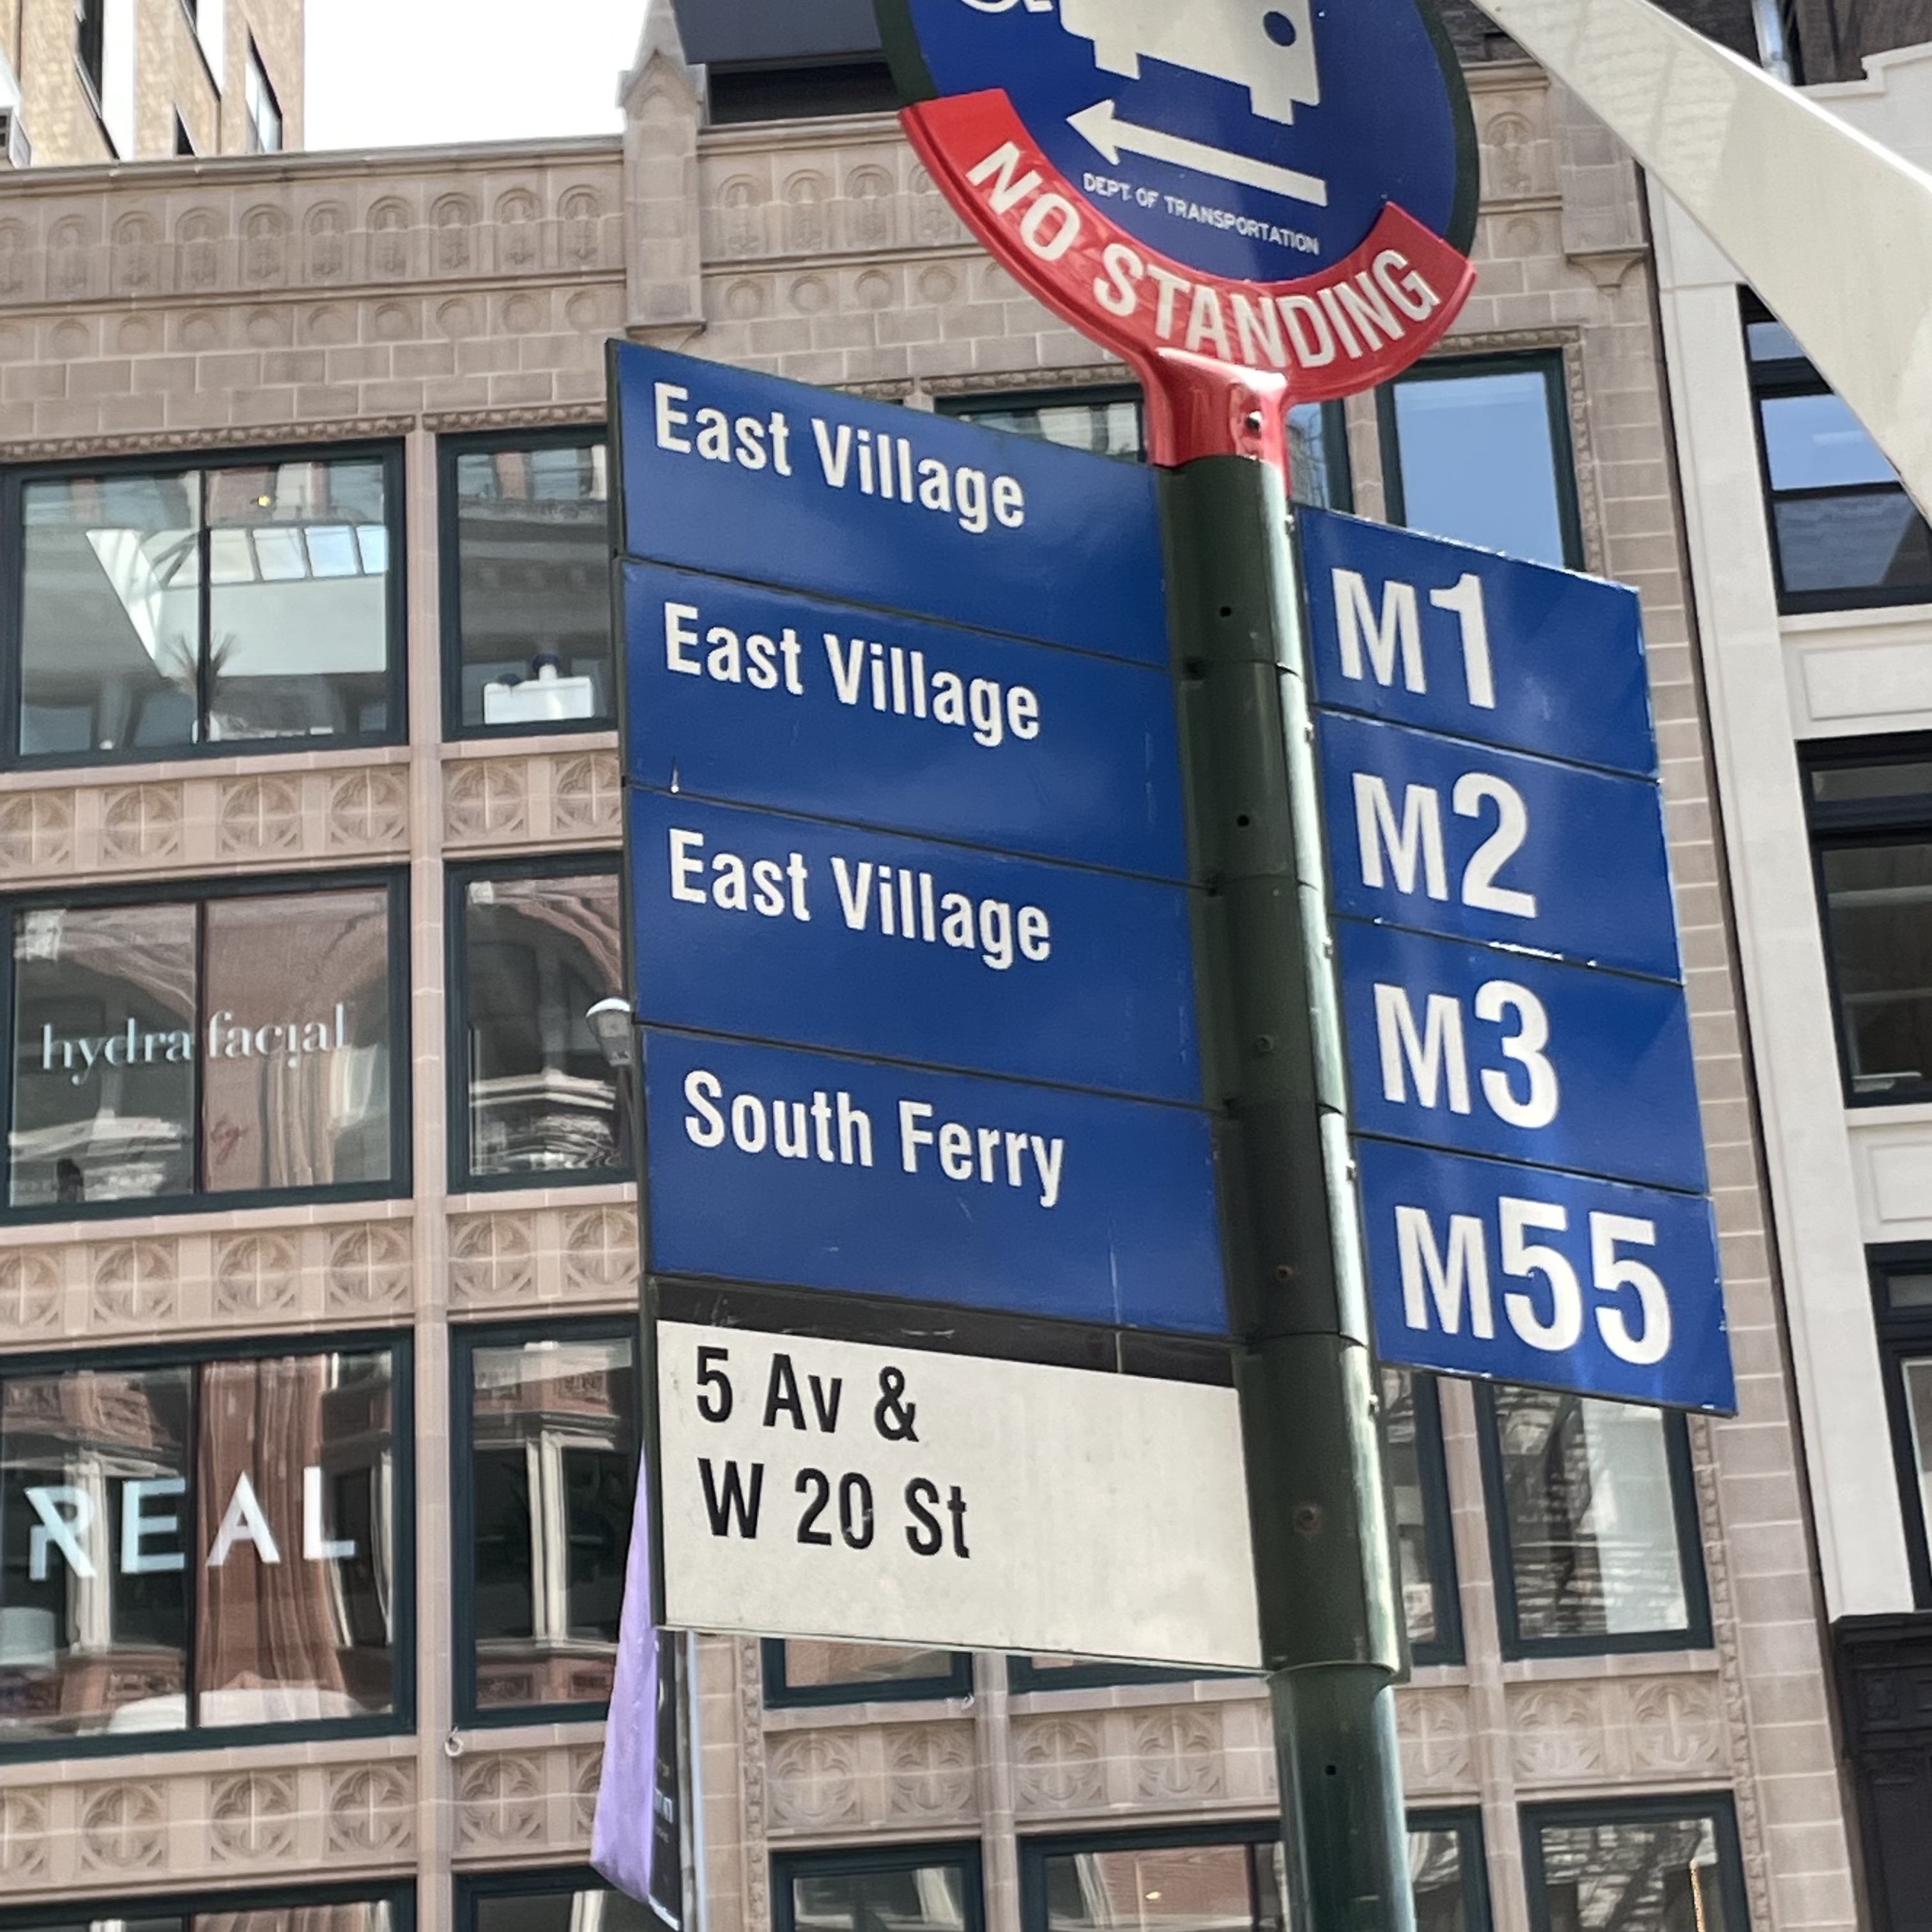 DEPT OF TRANSPORTATION
NO STANDING
East Village
M1
East Village
M2
East Village
M3
South Ferry
M55
5 Av &
W 20 St
hydrafacial
REAL